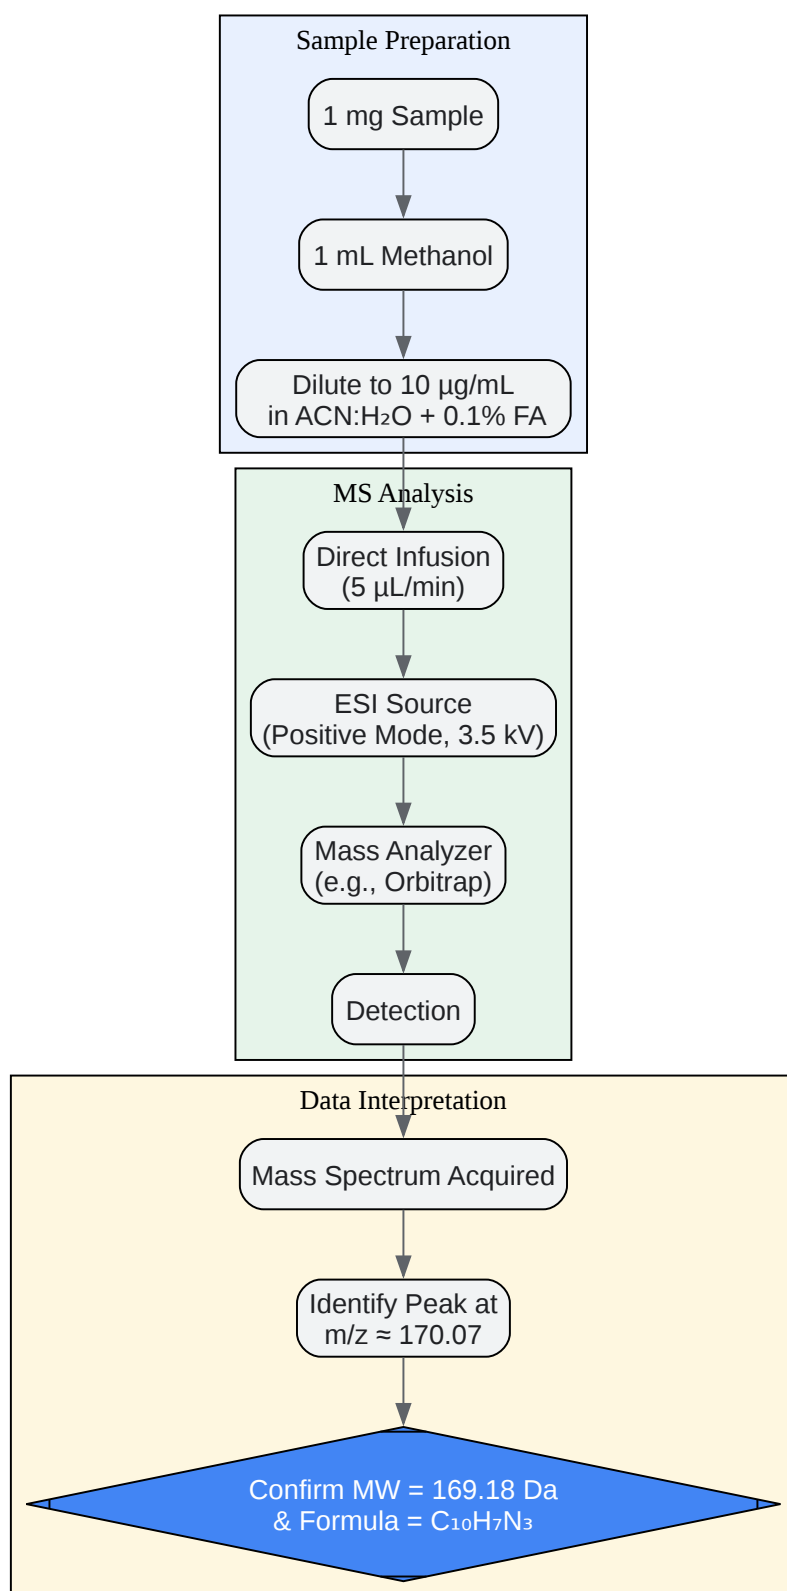 Sample Preparation
1 mg Sample
1 mL Methanol
Dilute to 10 µg/mL
in ACN:H₂O + 0.1% FA
MS Analysis
Direct Infusion
(5 µL/min)
ESI Source
(Positive Mode, 3.5 kV)
Mass Analyzer
(e.g., Orbitrap)
Detection
Data Interpretation
Mass Spectrum Acquired
Identify Peak at
m/z ≈ 170.07
Confirm MW = 169.18 Da
& Formula = C₁₀H₇N₃